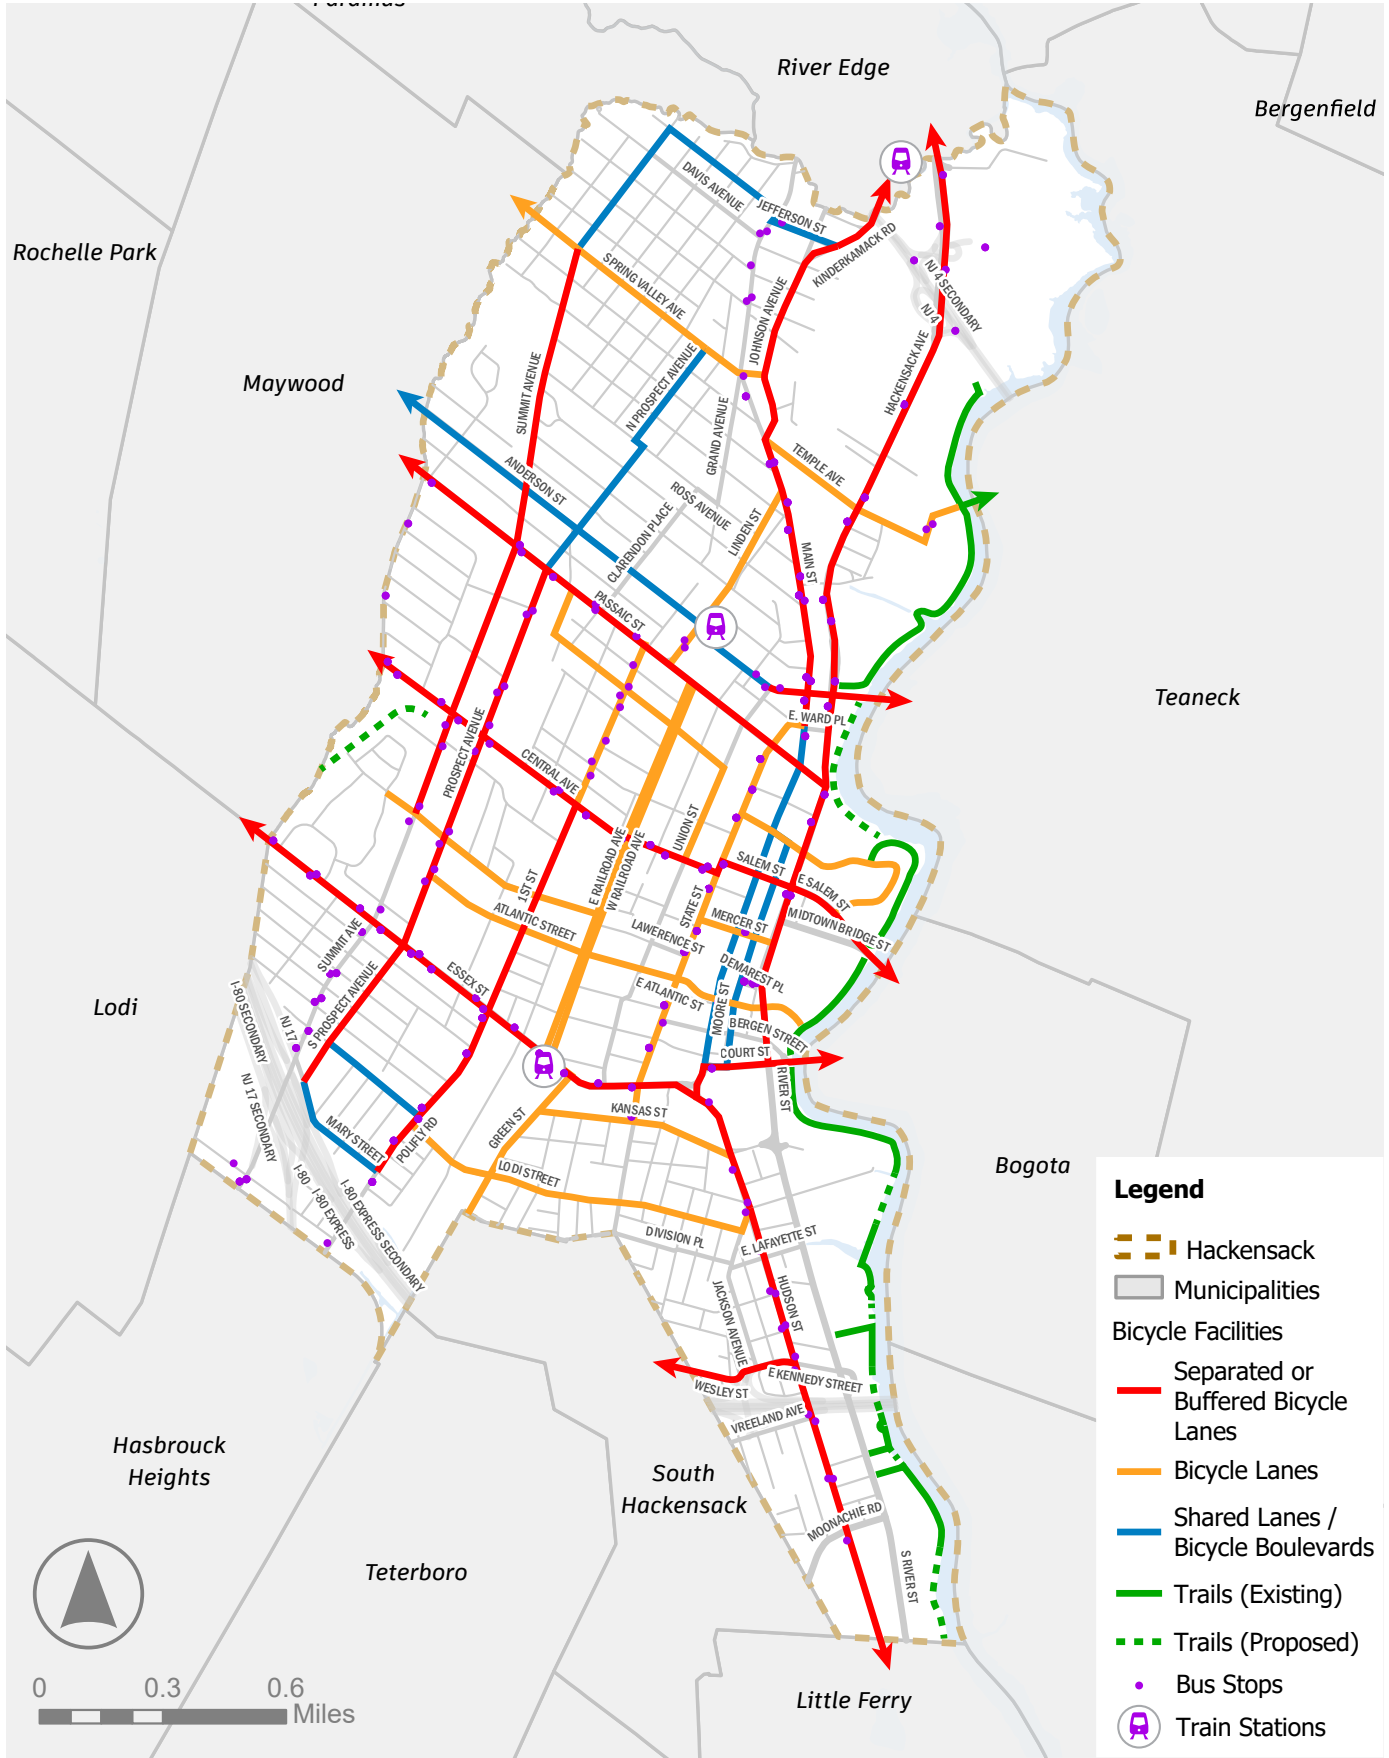 Paramus
River Edge
Bergenfield
Rochelle Park
Maywood
Teaneck
Lodi
Bogota
Hasbrouck
Heights
South
Hackensack
Teterboro
Little Ferry
DAVIS AVENUE
JEFFERSON ST
KINDERKAMACK RD
SPRING VALLEY AVE
JOHNSON AVENUE
NJ 4 SECONDARY
NJ 4
HACKENSACK AVE
SUMMIT AVENUE
N PROSPECT AVENUE
GRAND AVENUE
TEMPLE AVE
ANDERSON ST
ROSS AVENUE
LINDEN ST
CLARENDON PLACE
MAIN ST
PASSAIC ST
E. WARD PL
PROSPECT AVENUE
CENTRAL AVE
UNION ST
E RAILROAD AVE
W RAILROAD AVE
SALEM ST
E SALEM ST
1ST ST
STATE ST
MERCER ST
MIDTOWN BRIDGE ST
ATLANTIC STREET
LAWERENCE ST
DEMAREST PL
SUMMIT AVE
ESSEX ST
E ATLANTIC ST
MOORE ST
BERGEN STREET
COURT ST
S PROSPECT AVENUE
I-80 SECONDARY
NJ 17
NJ 17 SECONDARY
RIVER ST
KANSAS ST
GREEN ST
MARY STREET
POLIFLY RD
LODI STREET
I-80
I-80 EXPRESS
I-80 EXPRESS SECONDARY
DIVISION PL
E. LAFAYETTE ST
JACKSON AVENUE
HUDSON ST
E KENNEDY STREET
WESLEY ST
VREELAND AVE
MOONACHIE RD
S RIVER ST
Legend
Hackensack
Municipalities
Bicycle Facilities
Separated or
Buffered Bicycle
Lanes
Bicycle Lanes
Shared Lanes /
Bicycle Boulevards
Trails (Existing)
Trails (Proposed)
Bus Stops
Train Stations
0 0.3 0.6
Miles